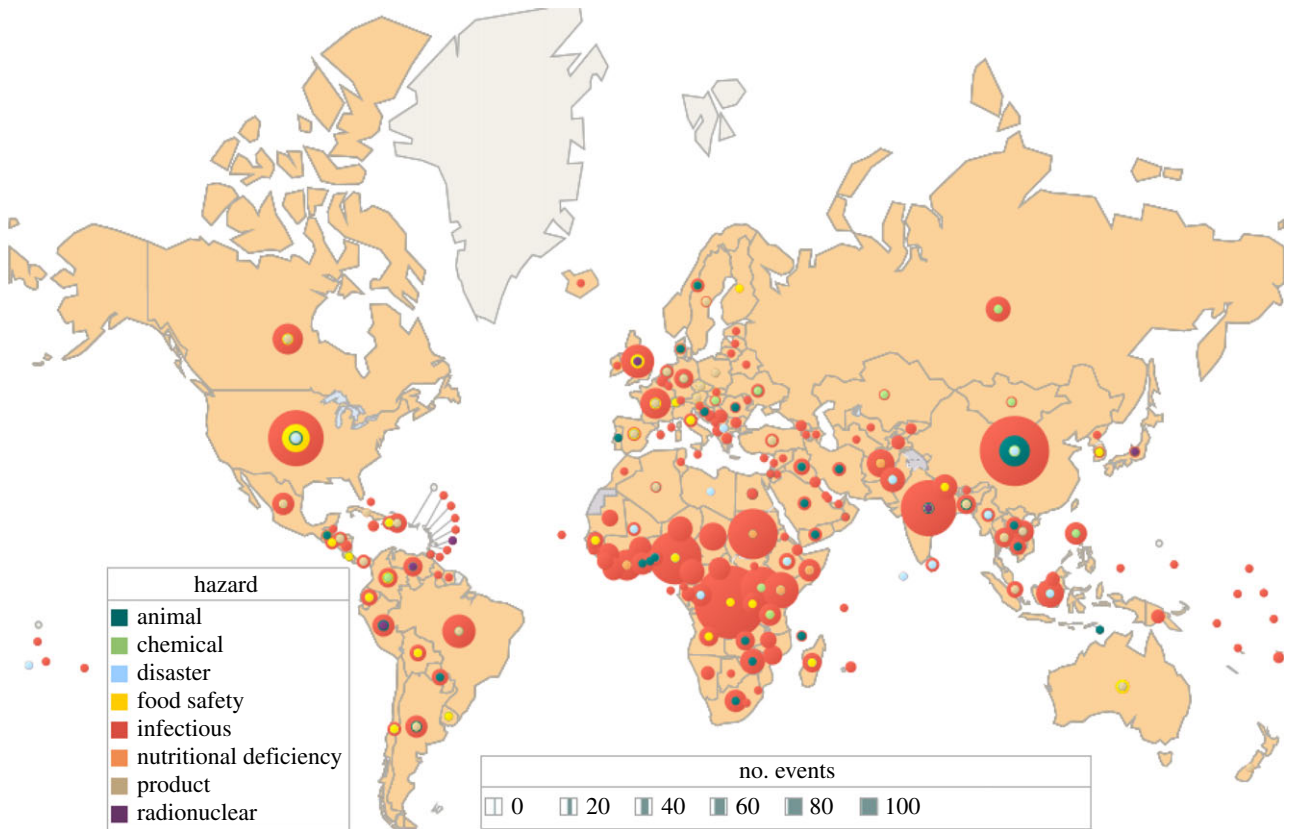 hazard
animal
chemical
disaster
food safety
infectious
nutritional deficiency
product
radionuclear
no. events
0 20 40 60 80 100